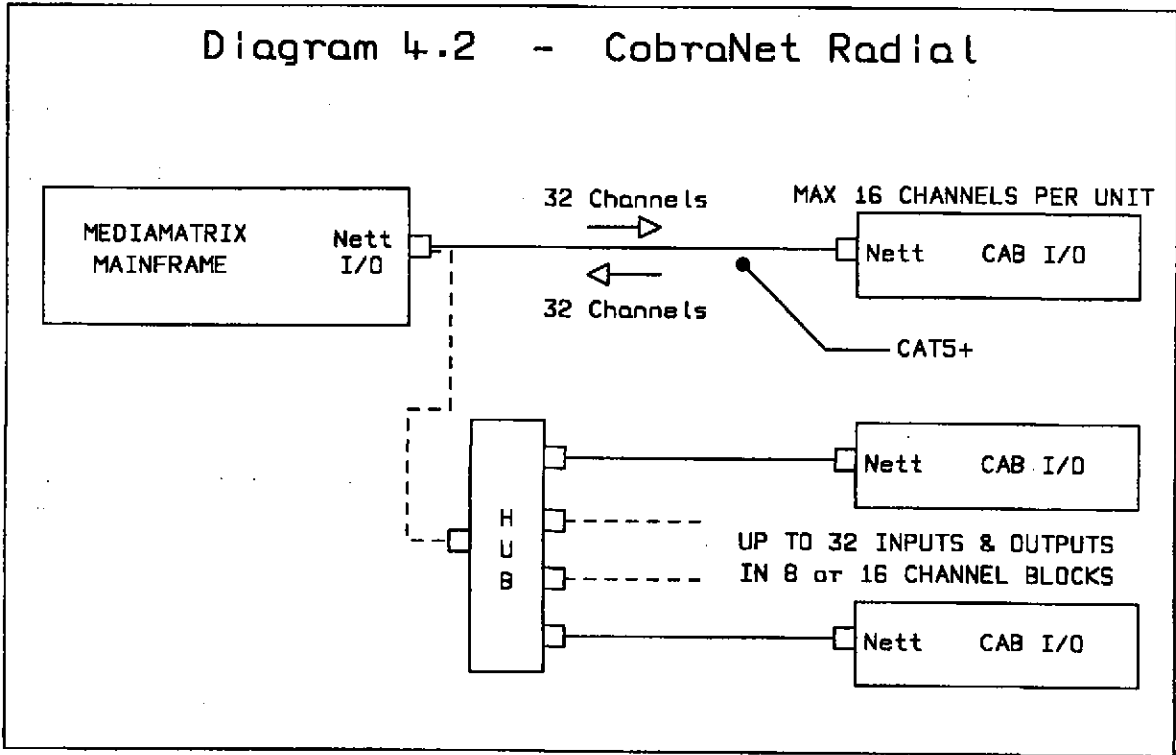 Diagram 4.2 - CobraNet Radial
MEDIAMATRIX
MAINFRAME
Nett
I/O
32 Channels
32 Channels
MAX 16 CHANNELS PER UNIT
Nett CAB I/O
CAT5+
HUB
Nett CAB I/O
UP TO 32 INPUTS & OUTPUTS
IN 8 or 16 CHANNEL BLOCKS
Nett CAB I/O